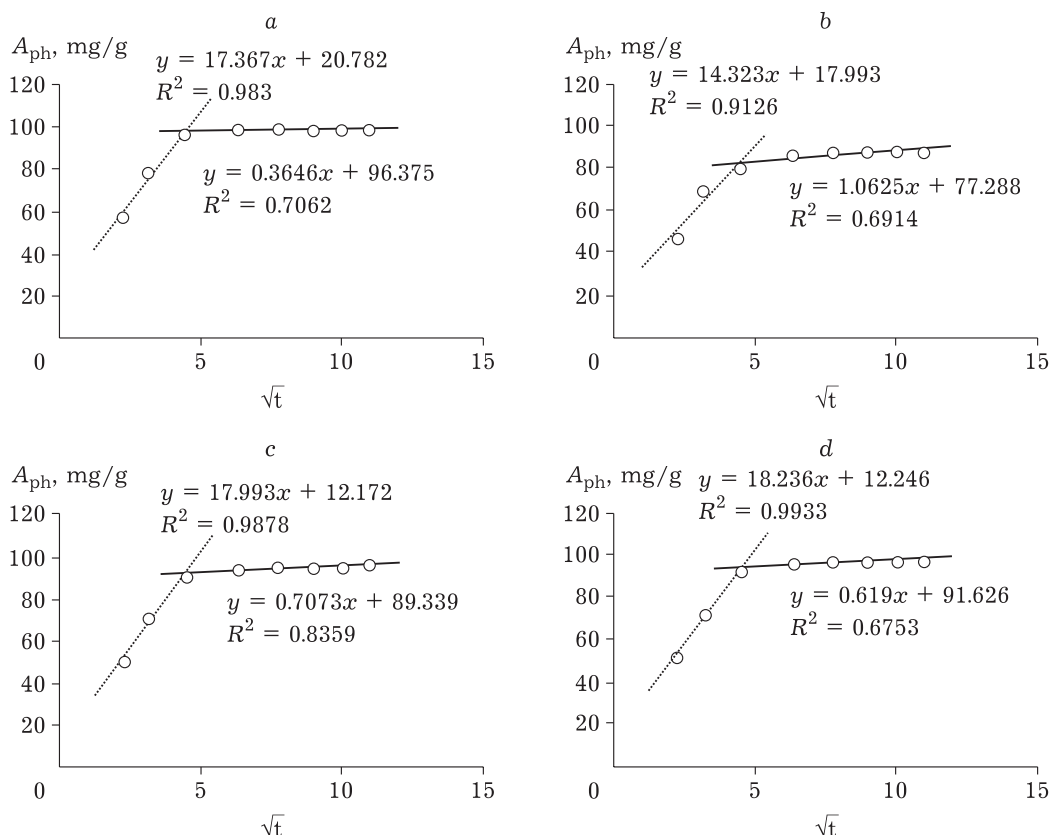 a
A_ph, mg/g
y = 17.367x + 20.782
R² = 0.983
120
100
80
60
40
20
0
y = 0.3646x + 96.375
R² = 0.7062
5
10
15
√t
b
A_ph, mg/g
y = 14.323x + 17.993
R² = 0.9126
120
100
80
60
40
20
0
y = 1.0625x + 77.288
R² = 0.6914
5
10
15
√t
c
A_ph, mg/g
y = 17.993x + 12.172
R² = 0.9878
120
100
80
60
40
20
0
y = 0.7073x + 89.339
R² = 0.8359
5
10
15
√t
d
A_ph, mg/g
y = 18.236x + 12.246
R² = 0.9933
120
100
80
60
40
20
0
y = 0.619x + 91.626
R² = 0.6753
5
10
15
√t